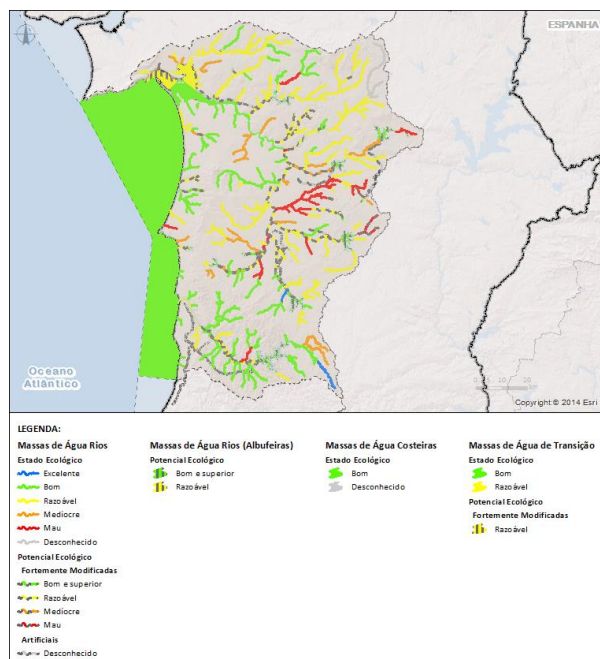 ESPANHA
Oceano
Atlântico
Copyright © 2014 Esri
LEGENDA:
Massas de Água Rios
Estado Ecológico
Excelente
Bom
Razoável
Medíocre
Mau
Desconhecido
Potencial Ecológico
Fortemente Modificadas
Bom e superior
Razoável
Medíocre
Mau
Artificiais
Desconhecido
Massas de Água Rios (Albufeiras)
Potencial Ecológico
Bom e superior
Razoável
Massas de Água Costeiras
Estado Ecológico
Bom
Desconhecido
Massas de Água de Transição
Estado Ecológico
Bom
Razoável
Potencial Ecológico
Fortemente Modificadas
Razoável